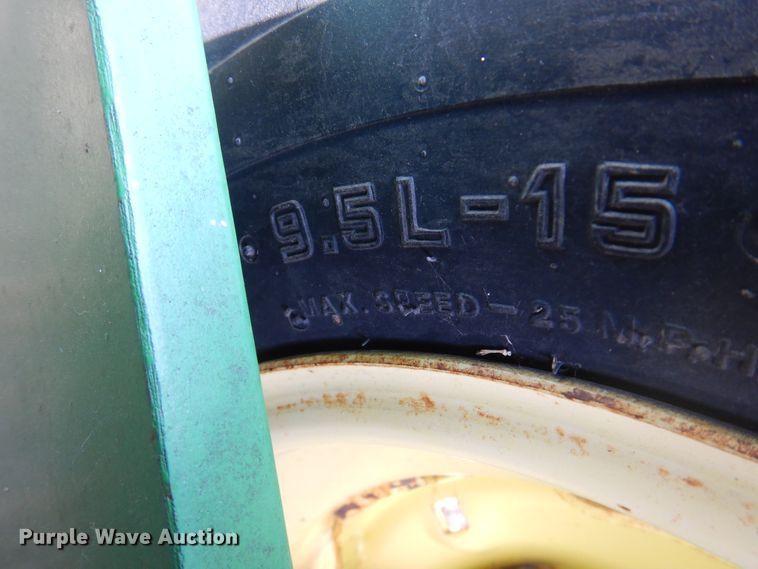 9.5L-15
MAX. SPEED - 25 M.P.H
Purple Wave Auction®